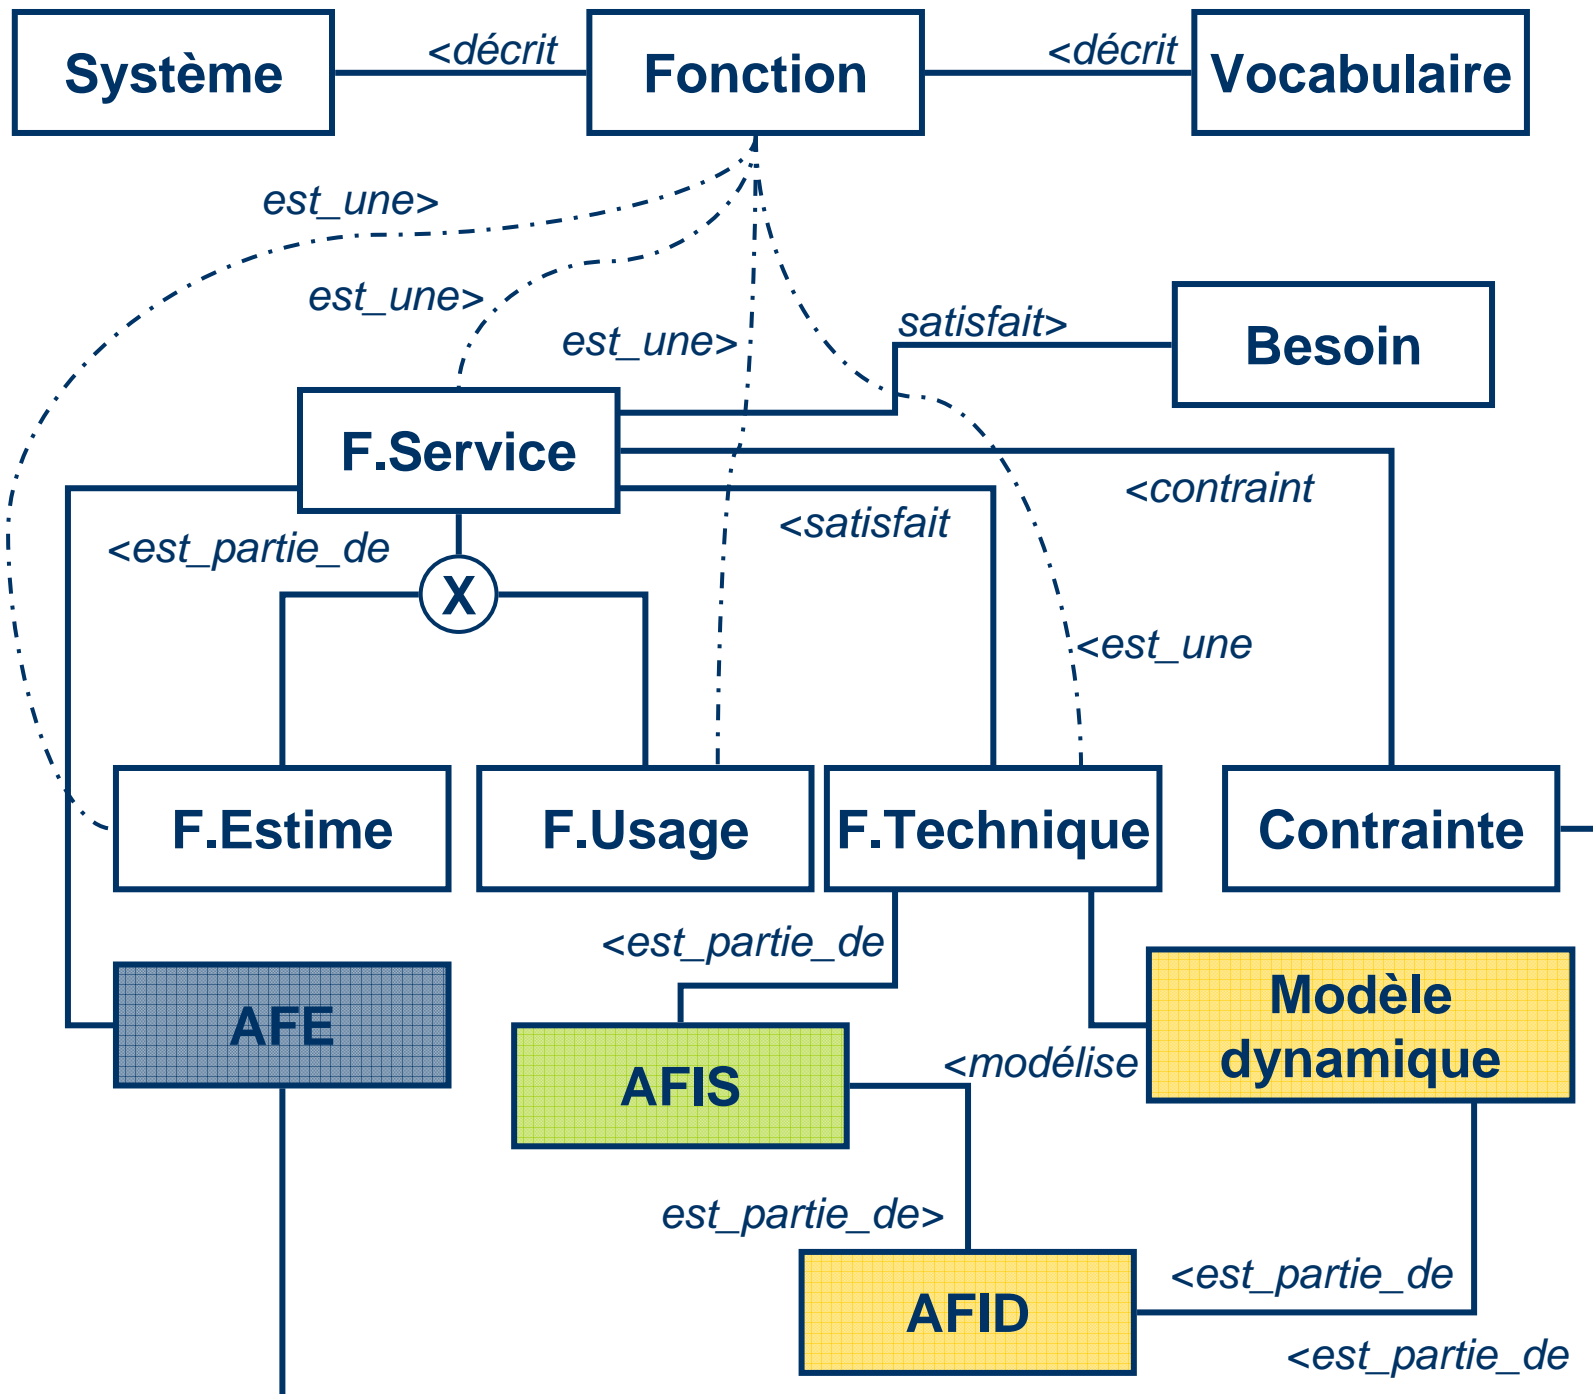 Système
<décrit
Fonction
<décrit
Vocabulaire
est_une>
est_une>
est_une>
satisfait>
Besoin
F.Service
<contraint
<satisfait
<est_partie_de
X
<est_une
F.Estime
F.Usage
F.Technique
Contrainte
<est_partie_de
AFE
Modèle
dynamique
AFIS
<modélise
est_partie_de>
<est_partie_de
AFID
<est_partie_de